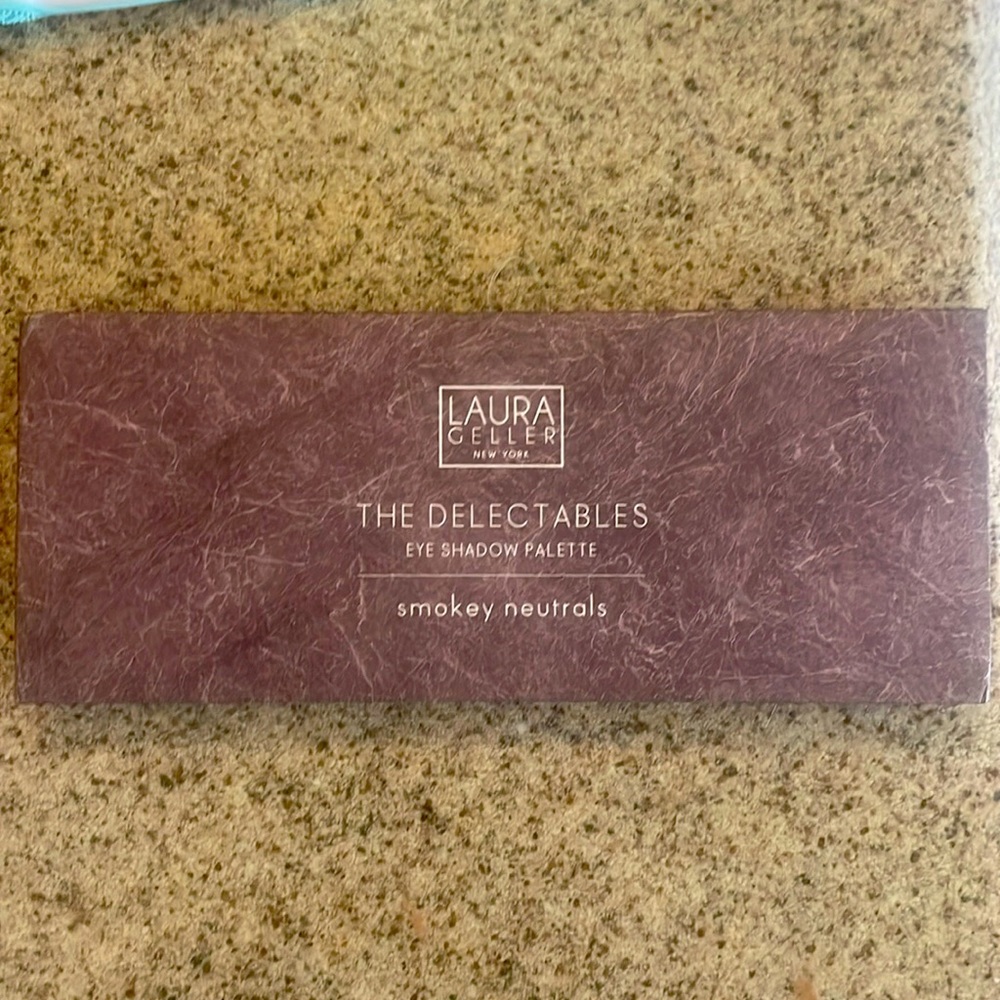 LAURA
GELLER
NEW YORK
THE DELECTABLES
EYE SHADOW PALETTE
smokey neutrals